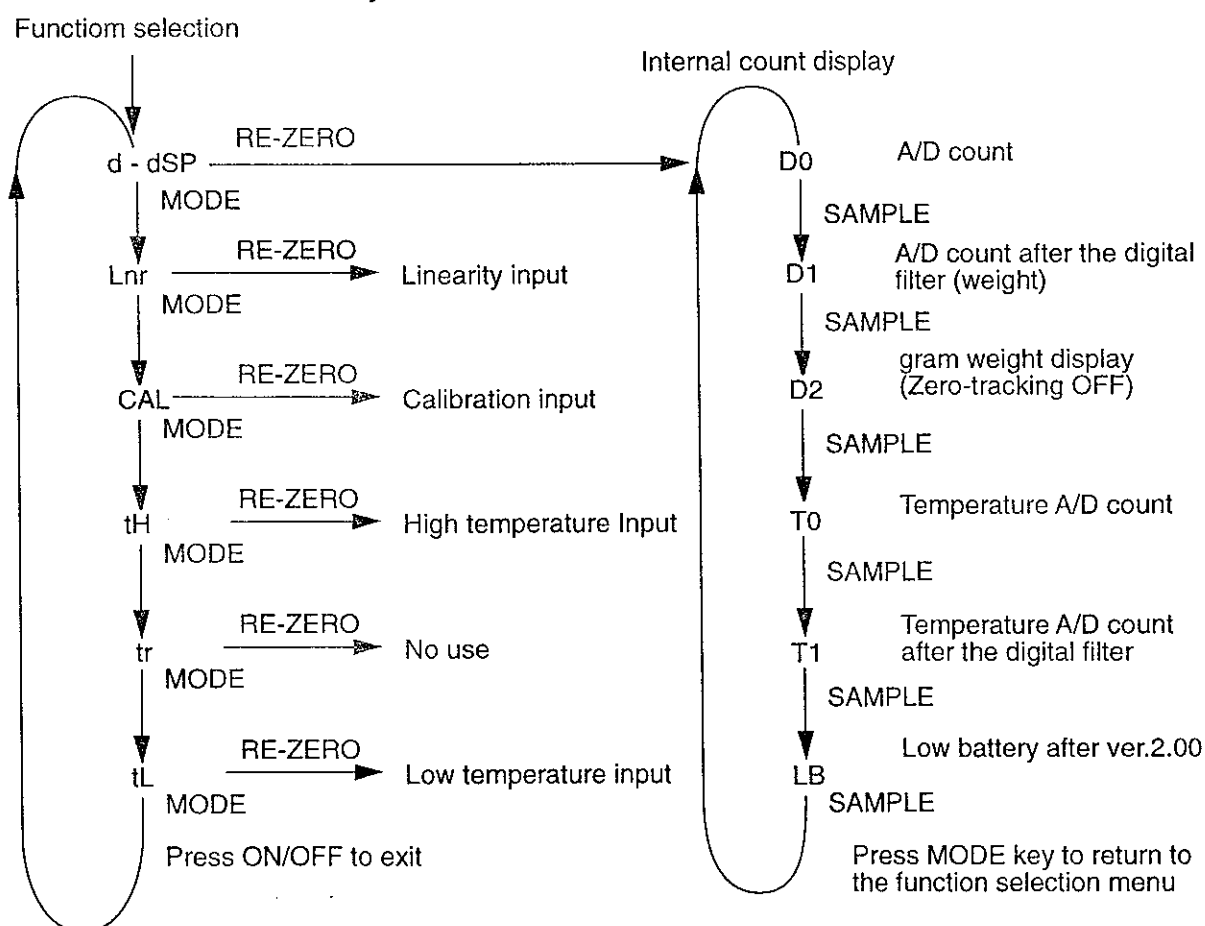 Functiom selection
Internal count display
d - dSP
RE-ZERO
MODE
Lnr
RE-ZERO
Linearity input
MODE
CAL
RE-ZERO
Calibration input
MODE
tH
RE-ZERO
High temperature Input
MODE
tr
RE-ZERO
No use
MODE
tL
RE-ZERO
Low temperature input
MODE
Press ON/OFF to exit
D0
A/D count
SAMPLE
D1
A/D count after the digital
filter (weight)
SAMPLE
D2
gram weight display
(Zero-tracking OFF)
SAMPLE
T0
Temperature A/D count
SAMPLE
T1
Temperature A/D count
after the digital filter
SAMPLE
LB
Low battery after ver.2.00
SAMPLE
Press MODE key to return to
the function selection menu